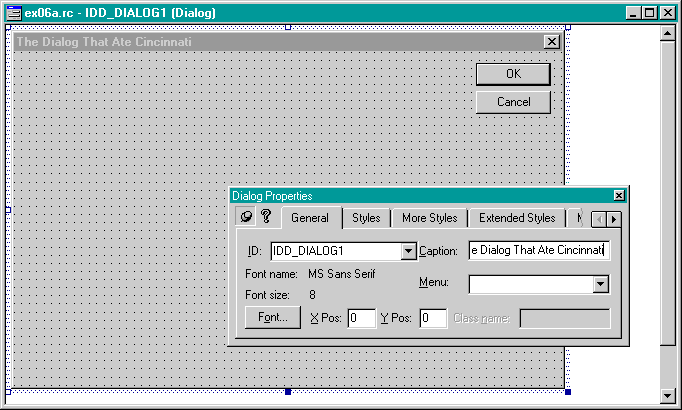 ex06a.rc - IDD_DIALOG1 (Dialog)
The Dialog That Ate Cincinnati
OK
Cancel
Dialog Properties
General Styles More Styles Extended Styles
ID: IDD_DIALOG1 Caption: e Dialog That Ate Cincinnati
Font name: MS Sans Serif
Menu:
Font size: 8
Font... X Pos: 0 Y Pos: 0 Class name: